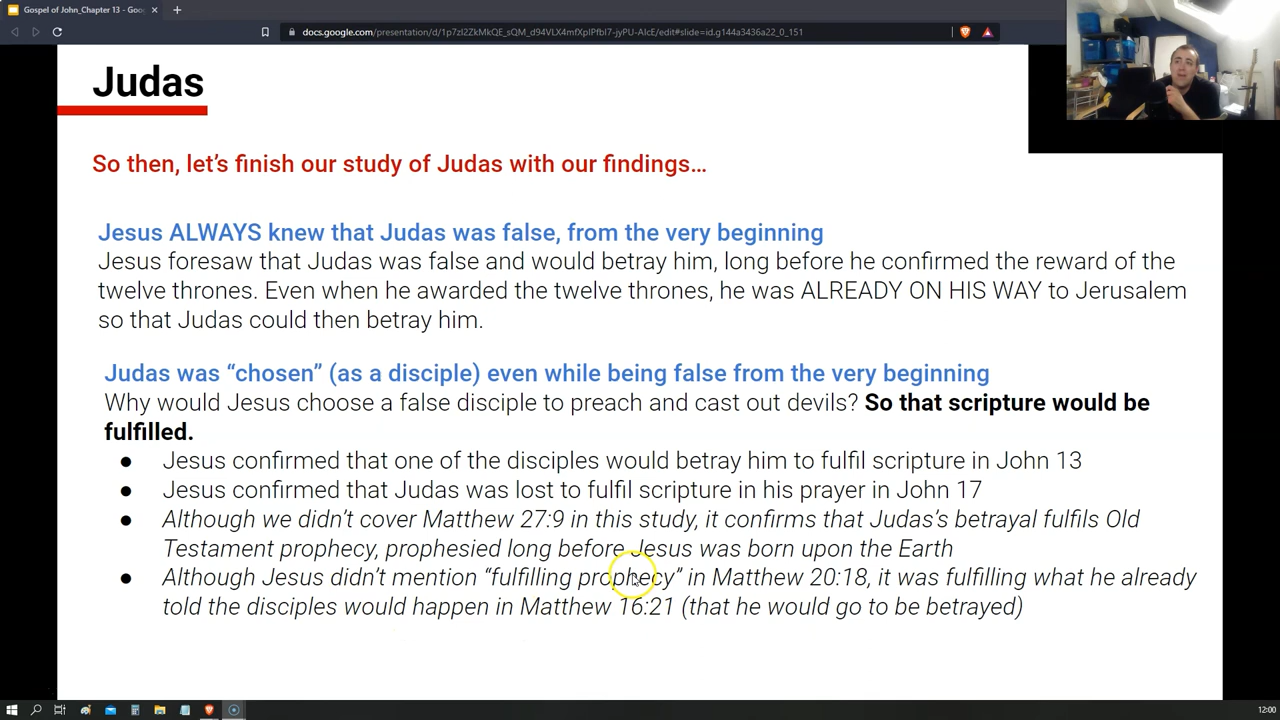 Gospel of John_Chapter 13 - Goo
docs.google.com/presentation/d/1p7zI2ZkMkQE_sQM_d94VLX4mfXpIPfbI7-jyPU-AIcE/edit#slide=id.g144a3436a22_0_151
Judas
So then, let's finish our study of Judas with our findings…
Jesus ALWAYS knew that Judas was false, from the very beginning
Jesus foresaw that Judas was false and would betray him, long before he confirmed the reward of the
twelve thrones. Even when he awarded the twelve thrones, he was ALREADY ON HIS WAY to Jerusalem
so that Judas could then betray him.
Judas was “chosen” (as a disciple) even while being false from the very beginning
Why would Jesus choose a false disciple to preach and cast out devils? So that scripture would be
fulfilled.
● Jesus confirmed that one of the disciples would betray him to fulfil scripture in John 13
● Jesus confirmed that Judas was lost to fulfil scripture in his prayer in John 17
● Although we didn't cover Matthew 27:9 in this study, it confirms that Judas's betrayal fulfils Old
Testament prophecy, prophesied long before Jesus was born upon the Earth
● Although Jesus didn't mention “fulfilling prophecy” in Matthew 20:18, it was fulfilling what he already
told the disciples would happen in Matthew 16:21 (that he would go to be betrayed)
12:00